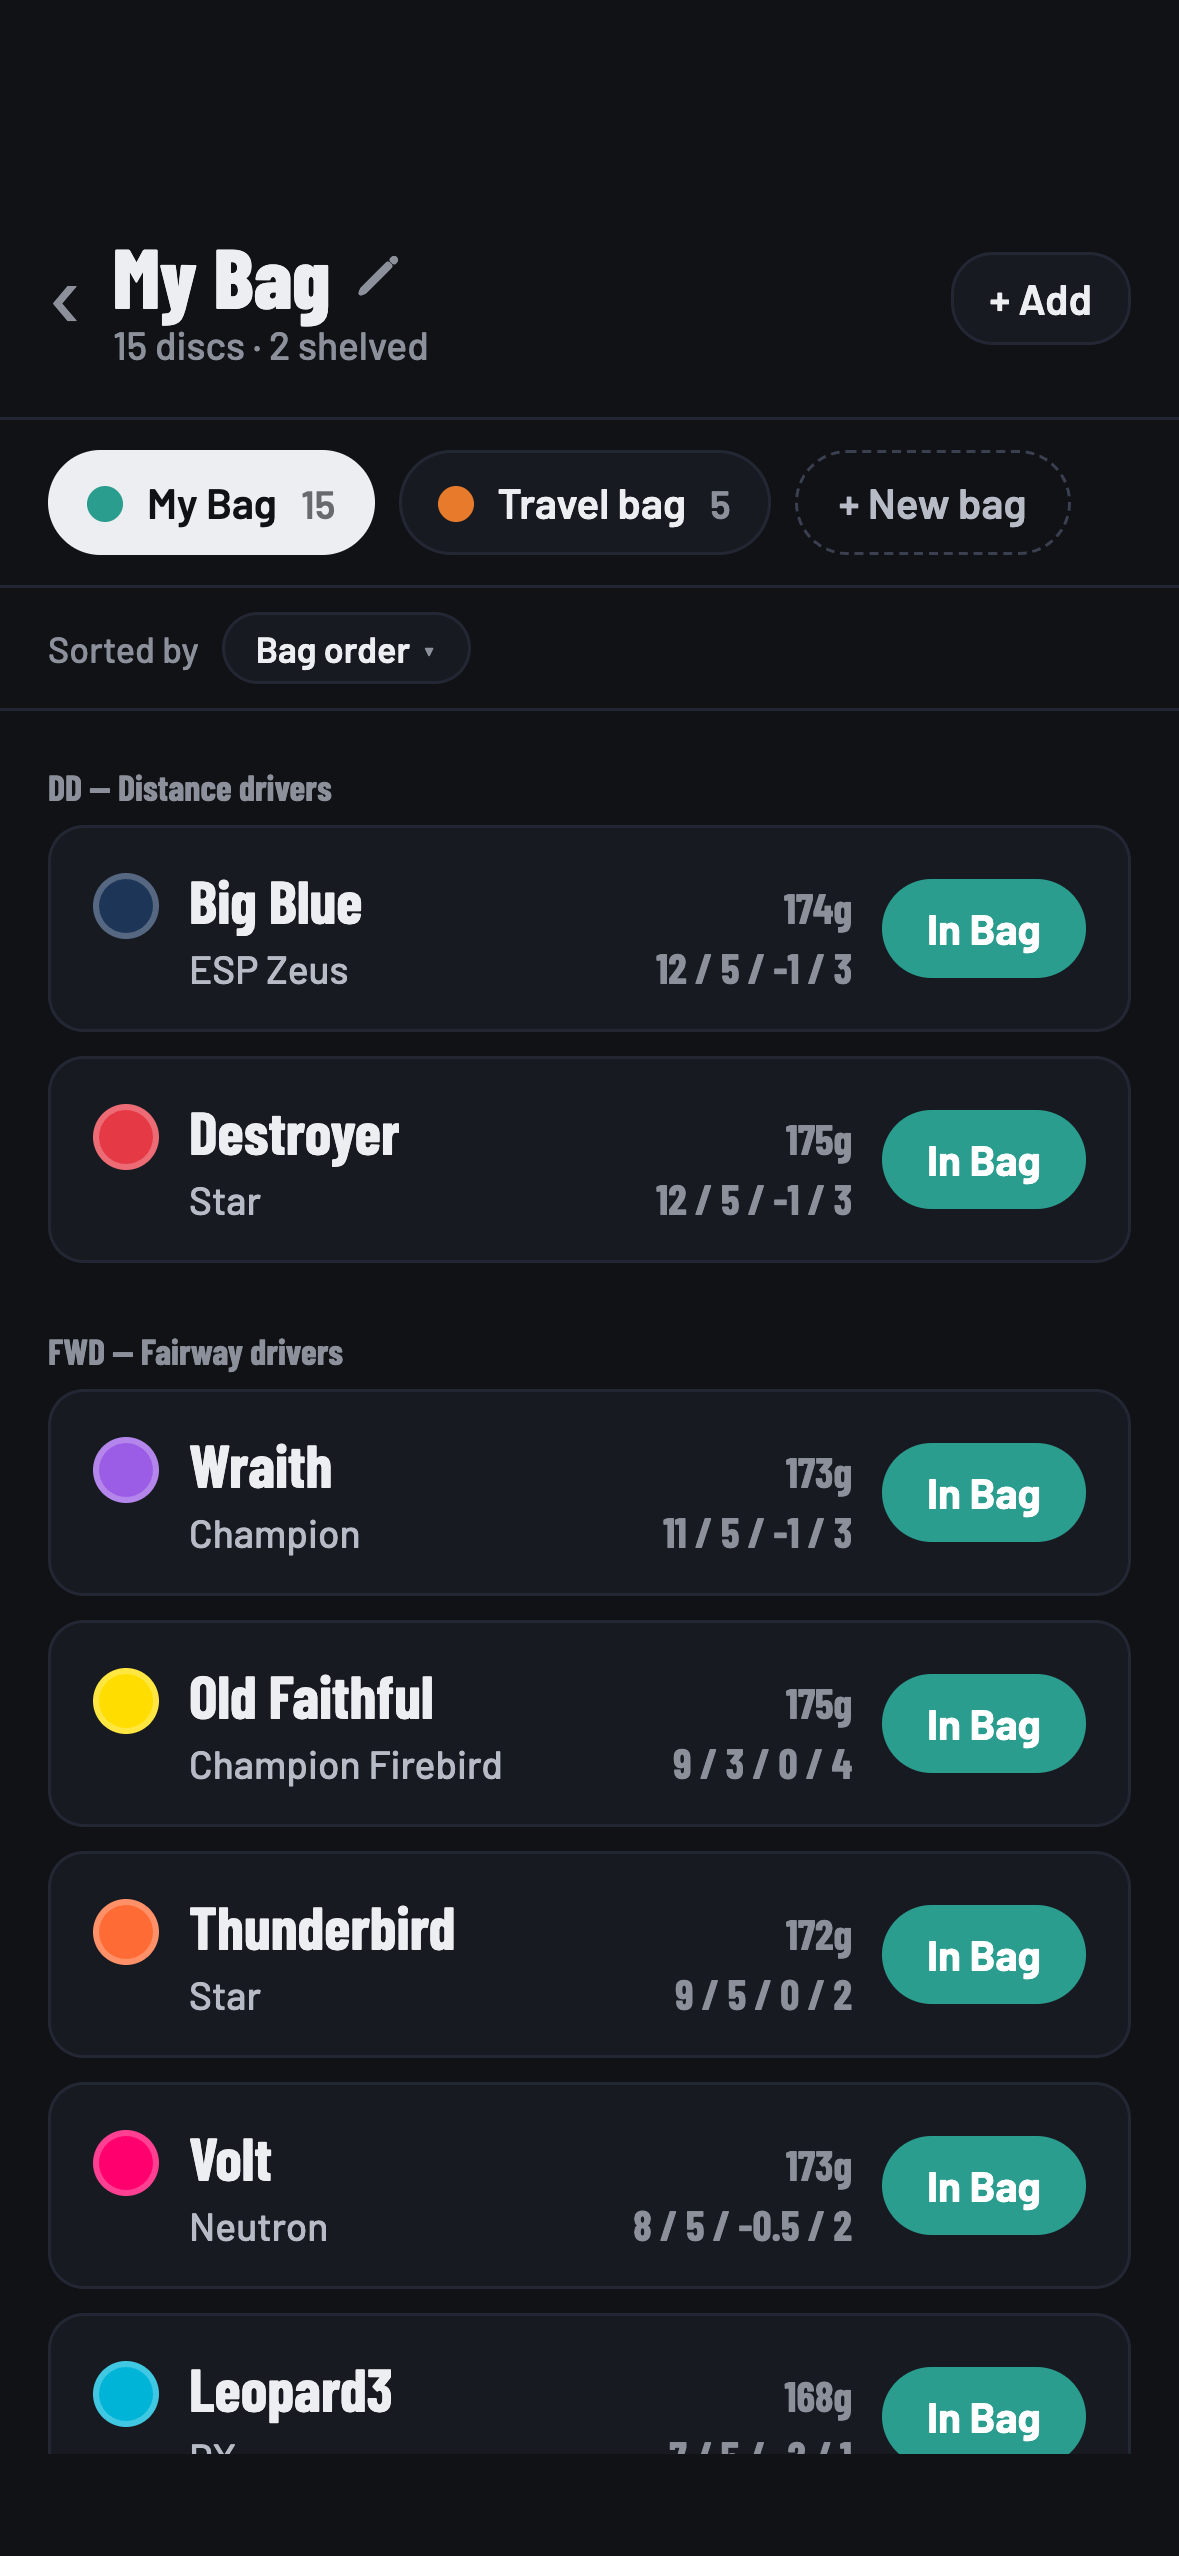 My Bag
15 discs · 2 shelved
+ Add
My Bag 15
Travel bag 5
+ New bag
Sorted by
Bag order ▾
DD — Distance drivers
Big Blue
ESP Zeus
174g
12 / 5 / -1 / 3
In Bag
Destroyer
Star
175g
12 / 5 / -1 / 3
In Bag
FWD — Fairway drivers
Wraith
Champion
173g
11 / 5 / -1 / 3
In Bag
Old Faithful
Champion Firebird
175g
9 / 3 / 0 / 4
In Bag
Thunderbird
Star
172g
9 / 5 / 0 / 2
In Bag
Volt
Neutron
173g
8 / 5 / -0.5 / 2
In Bag
Leopard3
168g
In Bag